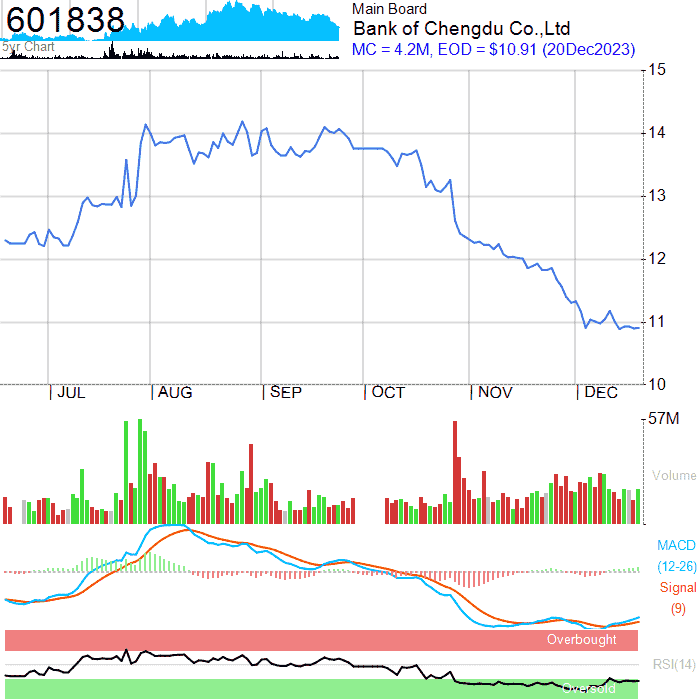 601838
5yr Chart
Main Board
Bank of Chengdu Co.,Ltd
MC = 4.2M, EOD = $10.91 (20Dec2023)
15
14
13
12
11
10
JUL AUG SEP OCT NOV DEC
57M
Volume
MACD
(12-26)
Signal
(9)
Overbought
RSI(14)
Oversold